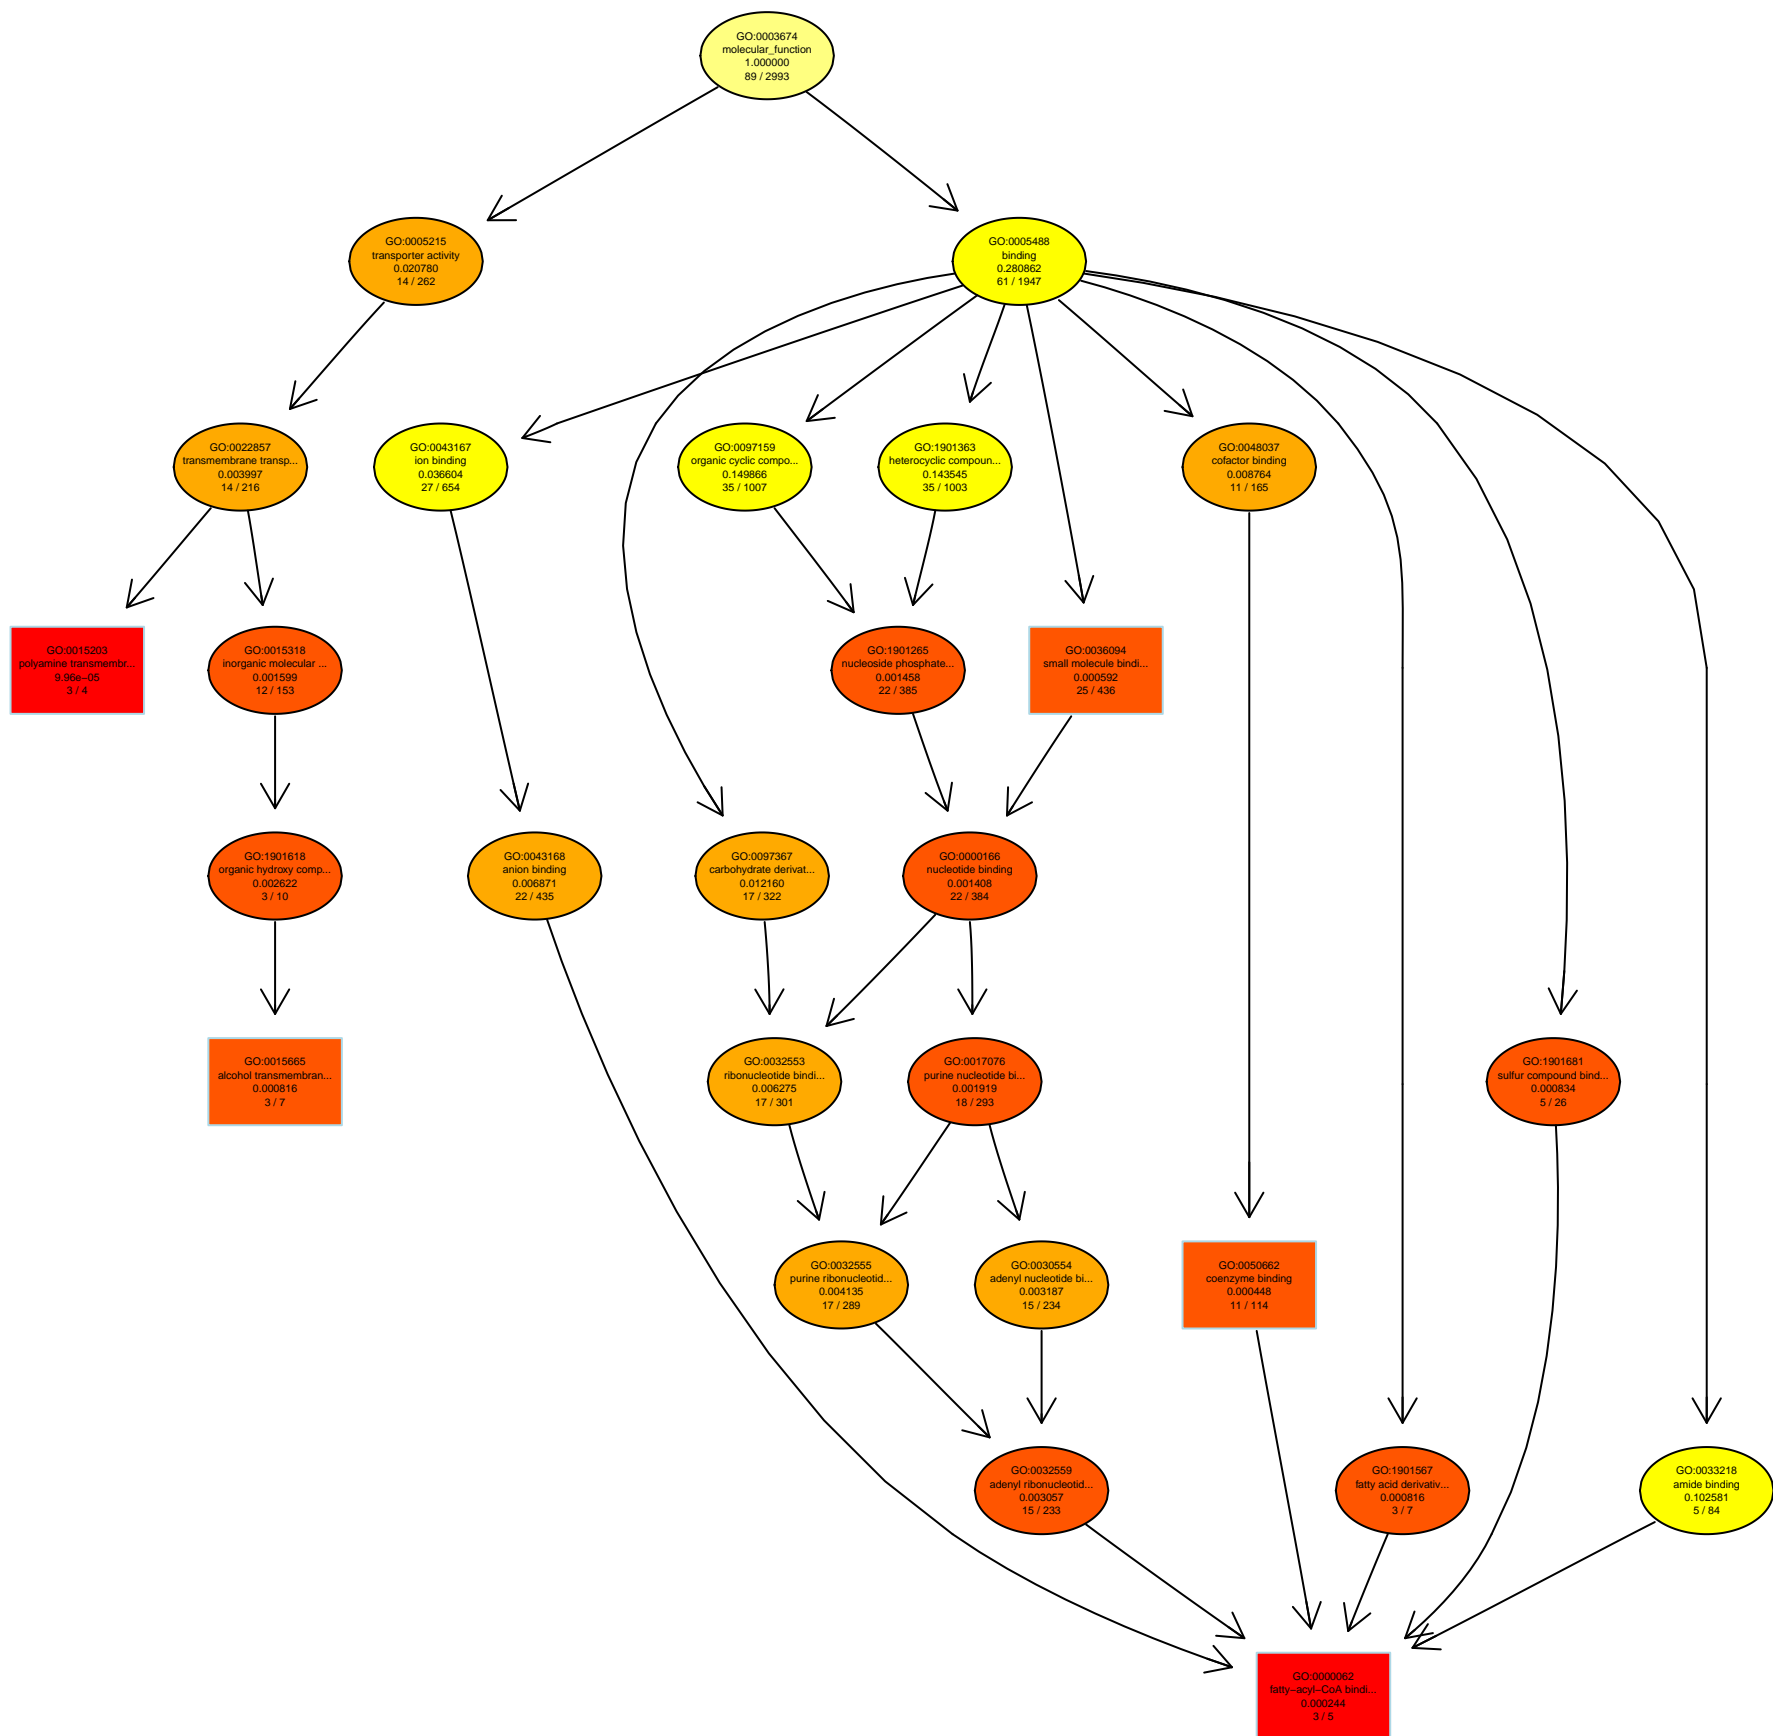 GO:0003674
molecular_function
1.000000
89 / 2993
GO:0005215
transporter activity
0.020780
14 / 262
GO:0005488
binding
0.280862
61 / 1947
GO:0022857
transmembrane transp...
0.003997
14 / 216
GO:0043167
ion binding
0.036604
27 / 654
GO:0097159
organic cyclic compo...
0.149866
35 / 1007
GO:1901363
heterocyclic compoun...
0.143545
35 / 1003
GO:0048037
cofactor binding
0.008764
11 / 165
GO:0015203
polyamine transmembr...
9.96e−05
3 / 4
GO:0015318
inorganic molecular ...
0.001599
12 / 153
GO:1901265
nucleoside phosphate...
0.001458
22 / 385
GO:0036094
small molecule bindi...
0.000592
25 / 436
GO:1901618
organic hydroxy comp...
0.002622
3 / 10
GO:0043168
anion binding
0.006871
22 / 435
GO:0097367
carbohydrate derivat...
0.012160
17 / 322
GO:0000166
nucleotide binding
0.001408
22 / 384
GO:0015665
alcohol transmembran...
0.000816
3 / 7
GO:0032553
ribonucleotide bindi...
0.006275
17 / 301
GO:0017076
purine nucleotide bi...
0.001919
18 / 293
GO:1901681
sulfur compound bind...
0.000834
5 / 26
GO:0032555
purine ribonucleotid...
0.004135
17 / 289
GO:0030554
adenyl nucleotide bi...
0.003187
15 / 234
GO:0050662
coenzyme binding
0.000448
11 / 114
GO:0032559
adenyl ribonucleotid...
0.003057
15 / 233
GO:1901567
fatty acid derivativ...
0.000816
3 / 7
GO:0033218
amide binding
0.102581
5 / 84
GO:0000062
fatty−acyl−CoA bindi...
0.000244
3 / 5